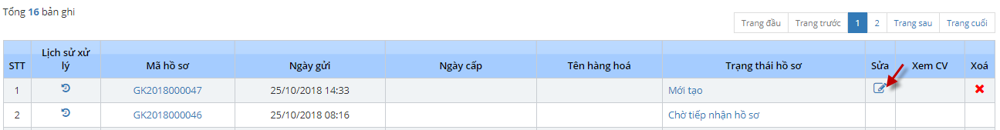 Tổng 16 bản ghi
Trang đầu Trang trước 1 2 Trang sau Trang cuối
STT Lịch sử xử lý Mã hồ sơ Ngày gửi Ngày cấp Tên hàng hoá Trạng thái hồ sơ Sửa Xem CV Xoá
1 GK2018000047 25/10/2018 14:33 Mới tạo
2 GK2018000046 25/10/2018 08:16 Chờ tiếp nhận hồ sơ